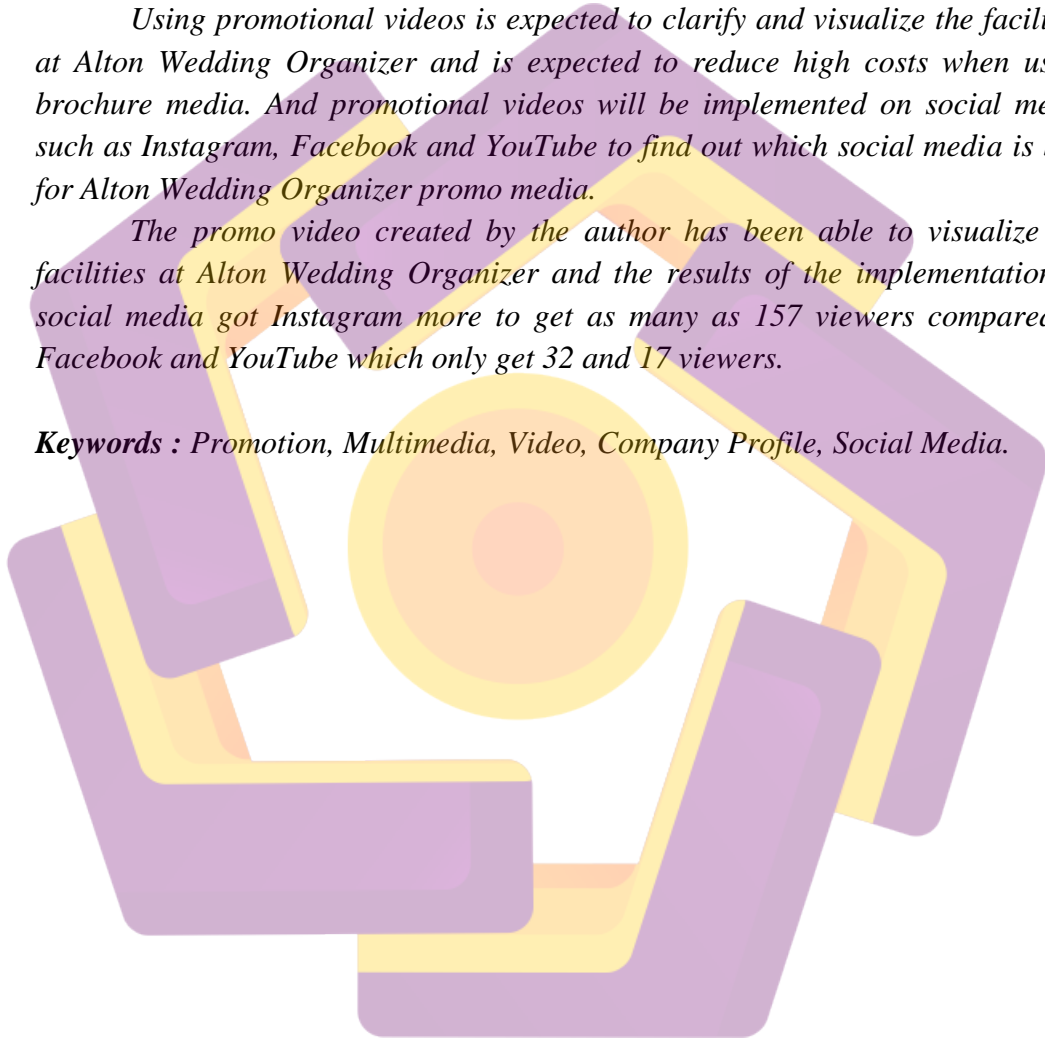 Using promotional videos is expected to clarify and visualize the facili
at Alton Wedding Organizer and is expected to reduce high costs when us
brochure media. And promotional videos will be implemented on social me
such as Instagram, Facebook and YouTube to find out which social media is
for Alton Wedding Organizer promo media.
The promo video created by the author has been able to visualize
facilities at Alton Wedding Organizer and the results of the implementation
social media got Instagram more to get as many as 157 viewers compared
Facebook and YouTube which only get 32 and 17 viewers.
Keywords : Promotion, Multimedia, Video, Company Profile, Social Media.